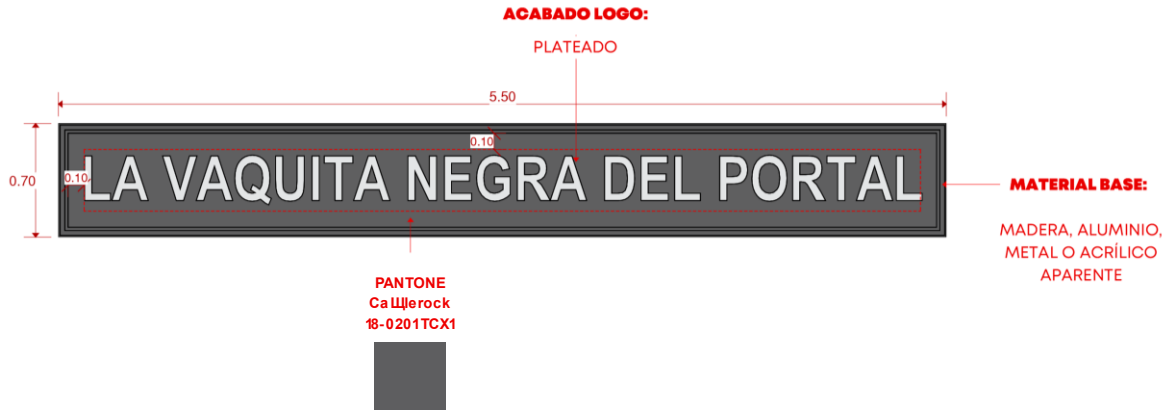 ACABADO LOGO:
PLATEADO
5.50
0.10
0.70
0.10
LA VAQUITA NEGRA DEL PORTAL
MATERIAL BASE:
MADERA, ALUMINIO,
METAL O ACRÍLICO
APARENTE
PANTONE
CaЩlerock
18-0201TCX1